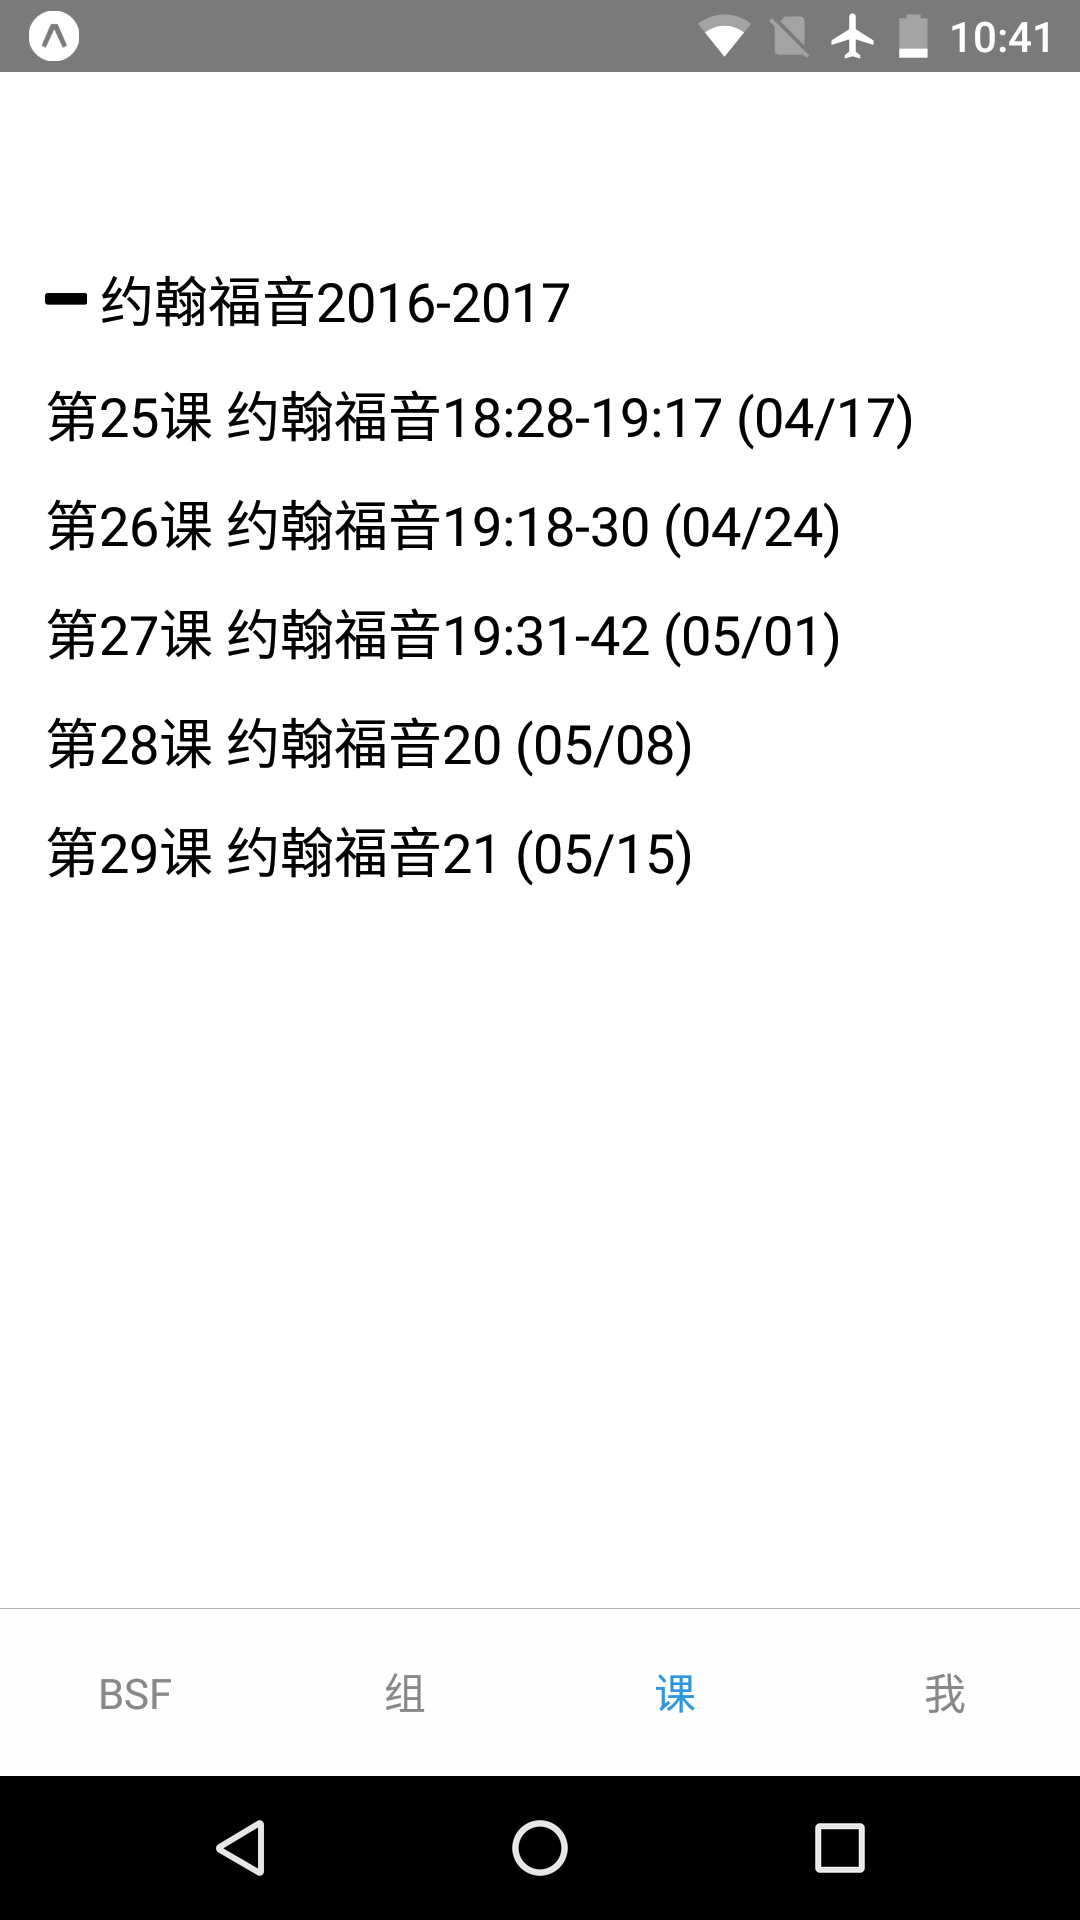 10:41
约翰福音2016-2017
第25课 约翰福音18:28-19:17 (04/17)
第26课 约翰福音19:18-30 (04/24)
第27课 约翰福音19:31-42 (05/01)
第28课 约翰福音20 (05/08)
第29课 约翰福音21 (05/15)
BSF 组 课 我